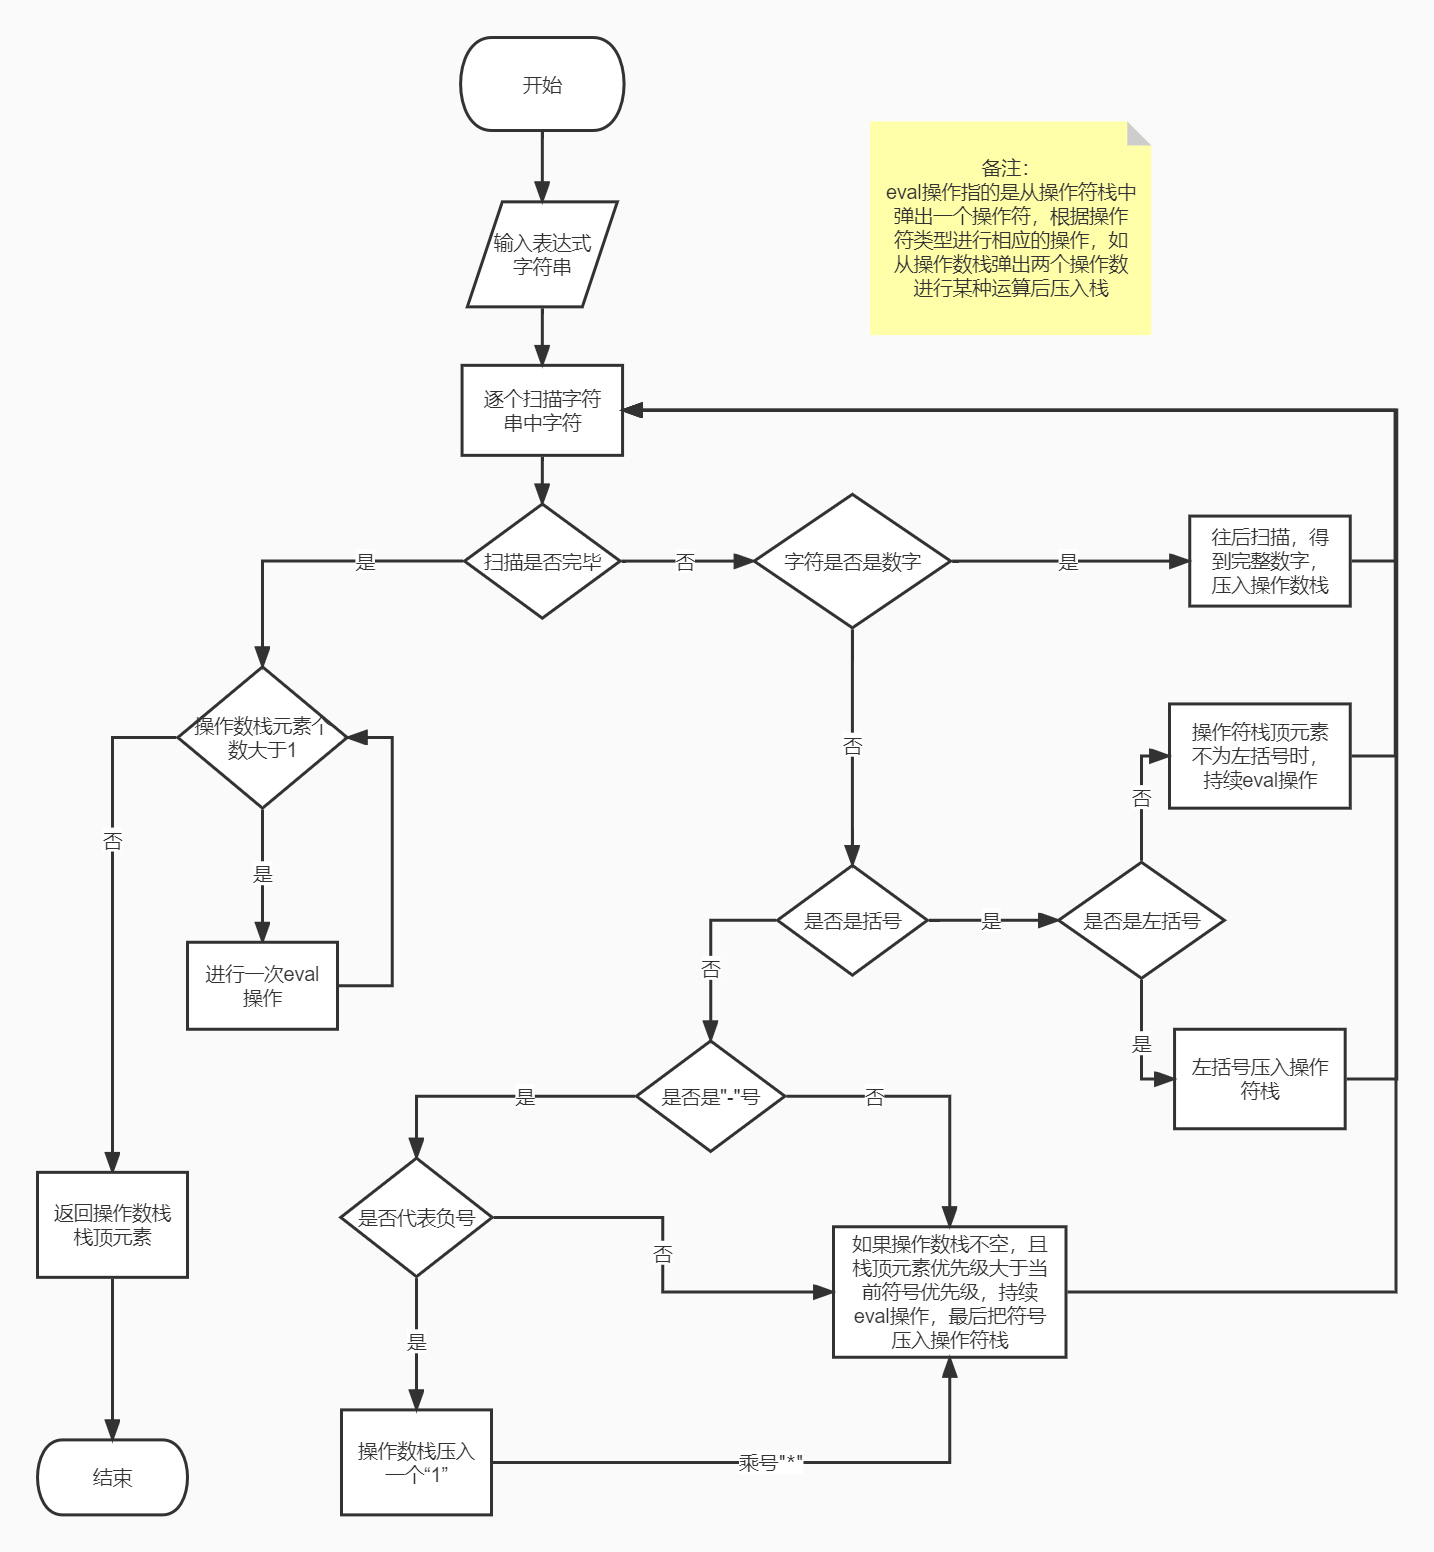 开始
备注：
eval操作指的是从操作符栈中
弹出一个操作符，根据操作
符类型进行相应的操作，如
从操作数栈弹出两个操作数
进行某种运算后压入栈
输入表达式
字符串
逐个扫描字符
串中字符
扫描是否完毕
是
否
字符是否是数字
是
往后扫描，得
到完整数字，
压入操作数栈
否
操作数栈元素个
数大于1
否
是
进行一次eval
操作
操作符栈顶元素
不为左括号时，
持续eval操作
否
是否是括号
是
是否是左括号
否
是
左括号压入操作
符栈
是否是"-"号
是
否
是否代表负号
否
是
返回操作数栈
栈顶元素
如果操作数栈不空，且
栈顶元素优先级大于当
前符号优先级，持续
eval操作，最后把符号
压入操作符栈
操作数栈压入
一个“1”
乘号"*"
结束